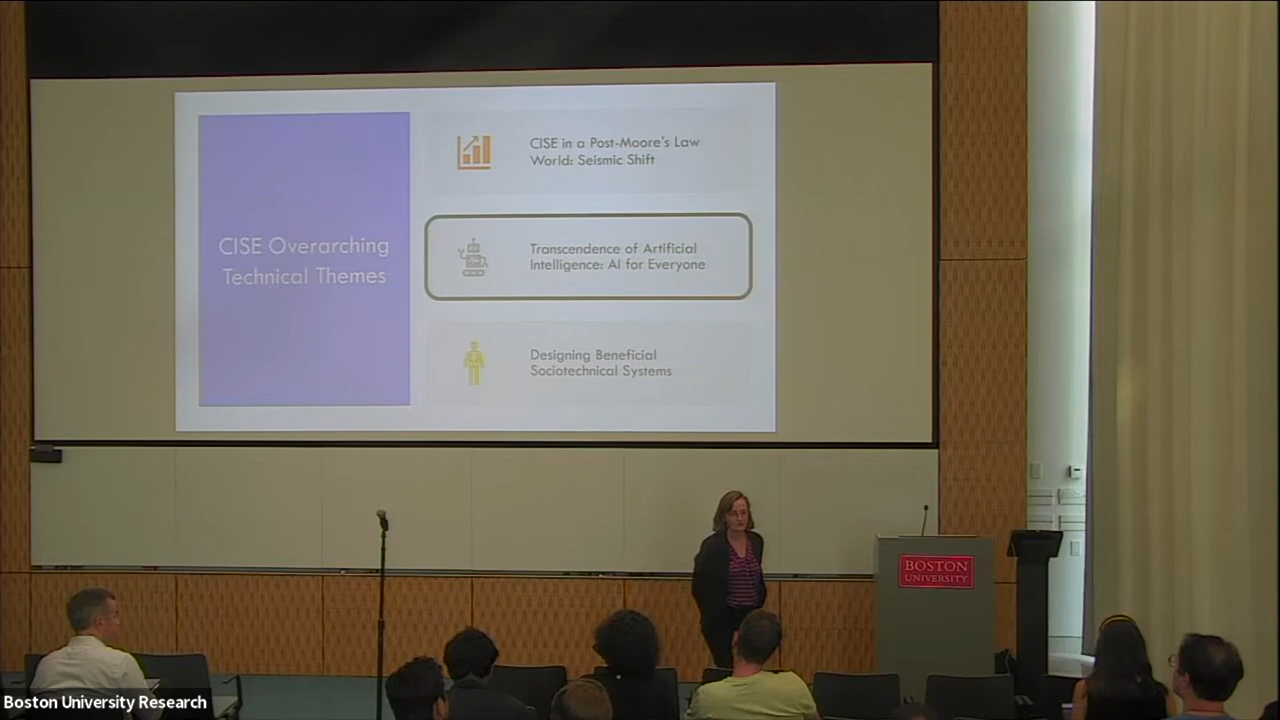 CISE Overarching
Technical Themes
CISE in a Post-Moore's Law
World: Seismic Shift
Transcendence of Artificial
Intelligence: AI for Everyone
Designing Beneficial
Sociotechnical Systems
BOSTON
UNIVERSITY
Boston University Research